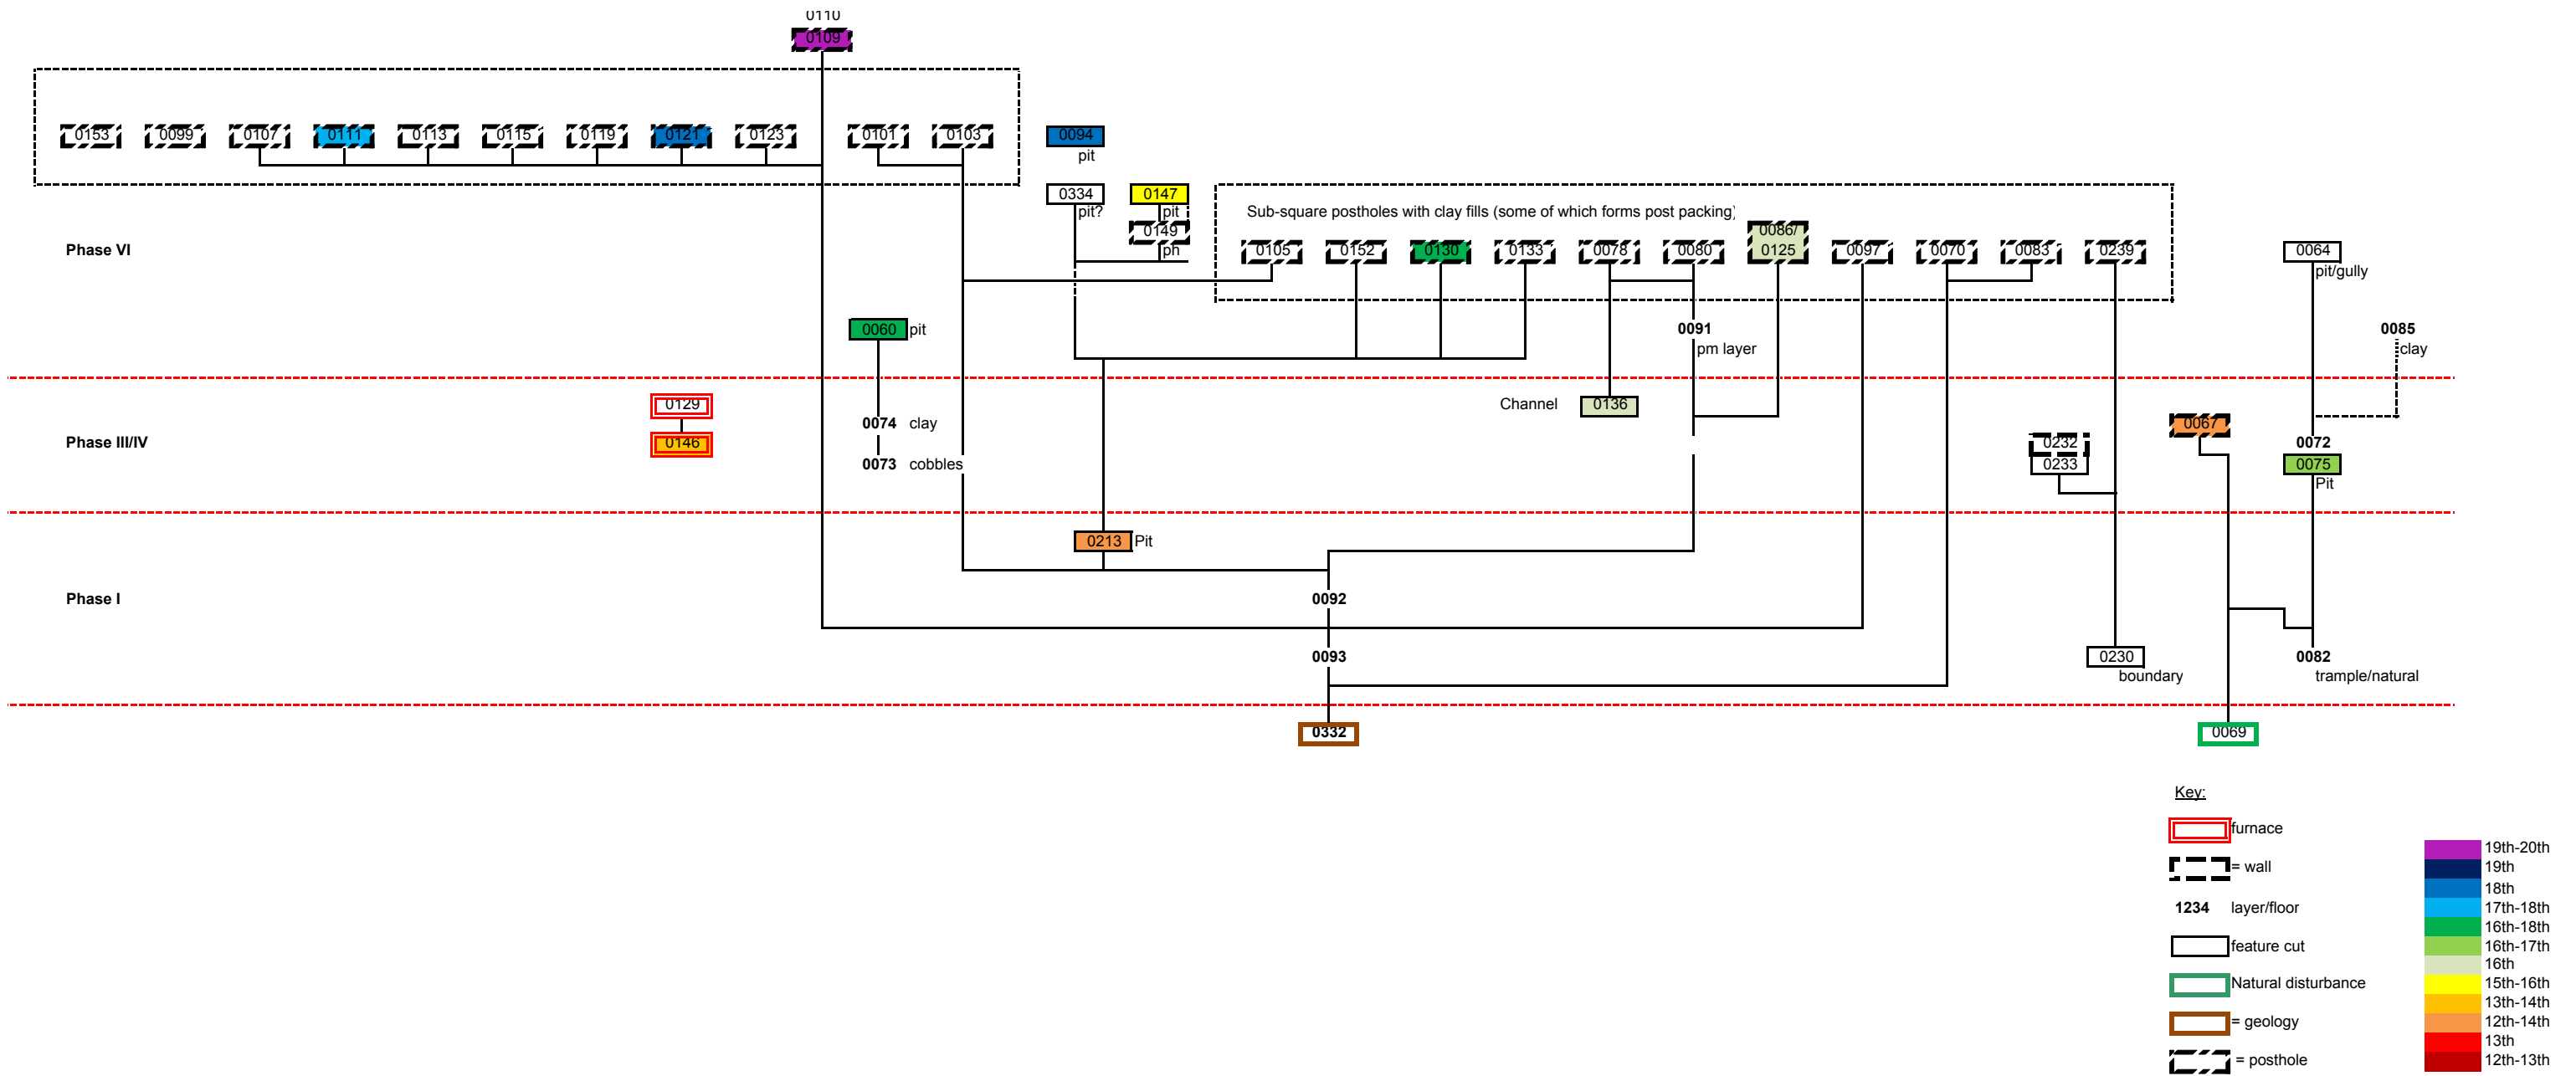 0110
0109
0153 0099 0107 0111 0113 0115 0119 0121 0123 0101 0103 0094
pit
0334 0147
pit? pit
Sub-square postholes with clay fills (some of which forms post packing)
0149
ph
0086/
Phase VI 0105 0152 0130 0133 0078 0080 0125 0097 0070 0083 0239 0064
pit/gully
0060 pit 0091 0085
pm layer clay
0129 Channel 0136
0074 clay 0067
Phase III/IV 0146 0232 0072
0073 cobbles 0233 0075
Pit
0213 Pit
Phase I 0092
0093 0230 0082
boundary trample/natural
0332 0069
Key:
furnace
= wall
1234 layer/floor
feature cut
Natural disturbance
= geology
= posthole
19th-20th
19th
18th
17th-18th
16th-18th
16th-17th
16th
15th-16th
13th-14th
12th-14th
13th
12th-13th